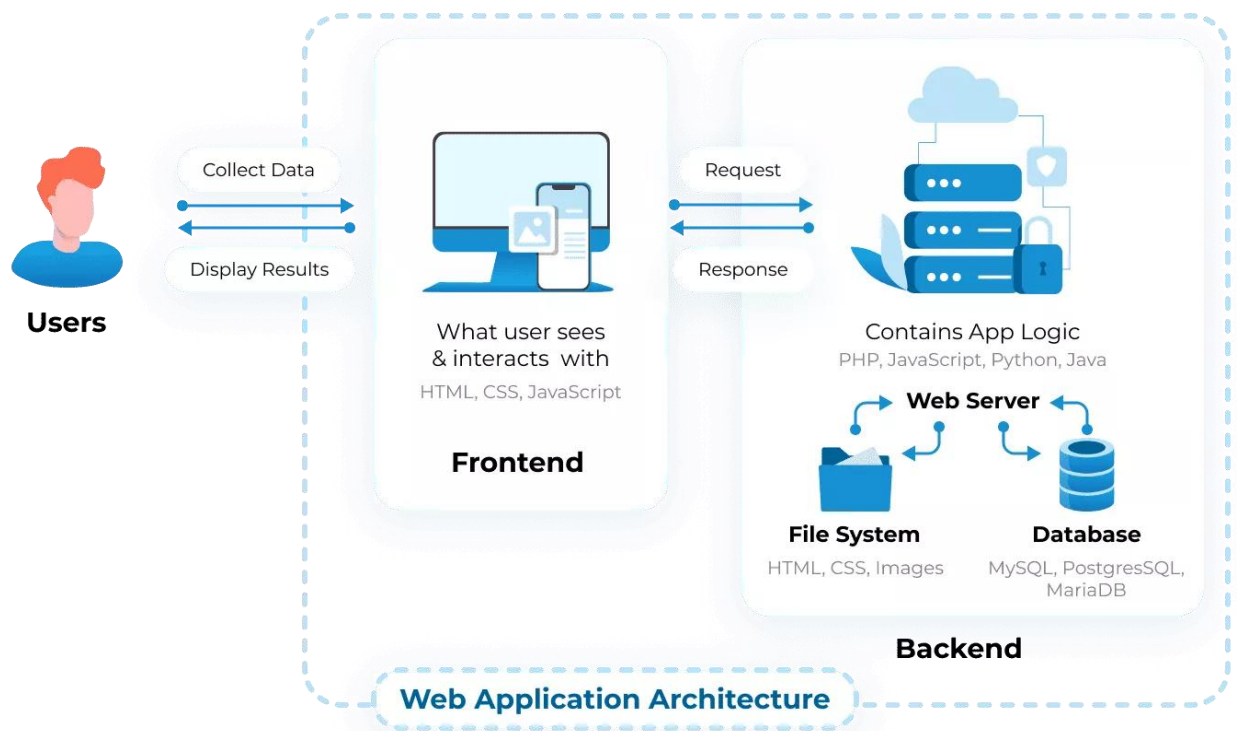 Collect Data
Display Results
Users
What user sees
& interacts with
HTML, CSS, JavaScript
Frontend
Request
Response
Contains App Logic
PHP, JavaScript, Python, Java
Web Server
File System
HTML, CSS, Images
Database
MySQL, PostgresSQL,
MariaDB
Backend
Web Application Architecture